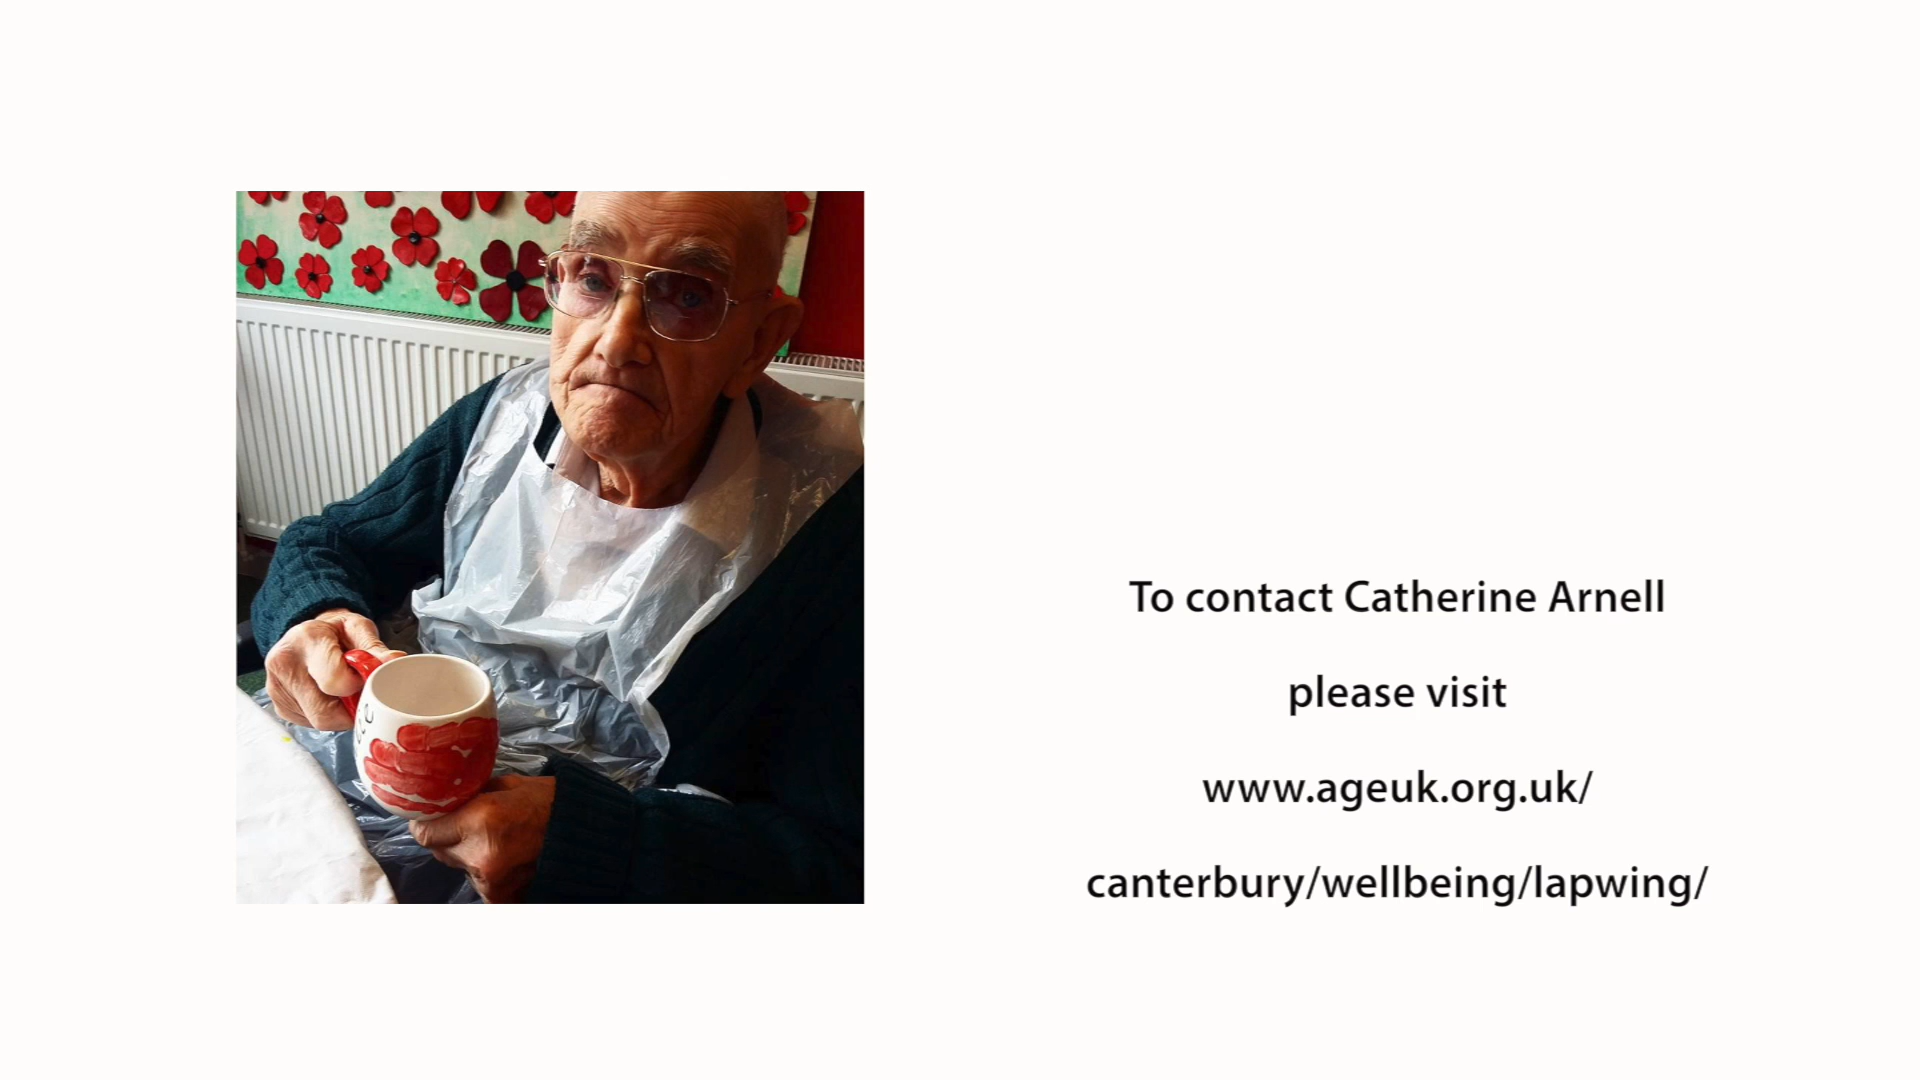 To contact Catherine Arnell
please visit
www.ageuk.org.uk/
canterbury/wellbeing/lapwing/